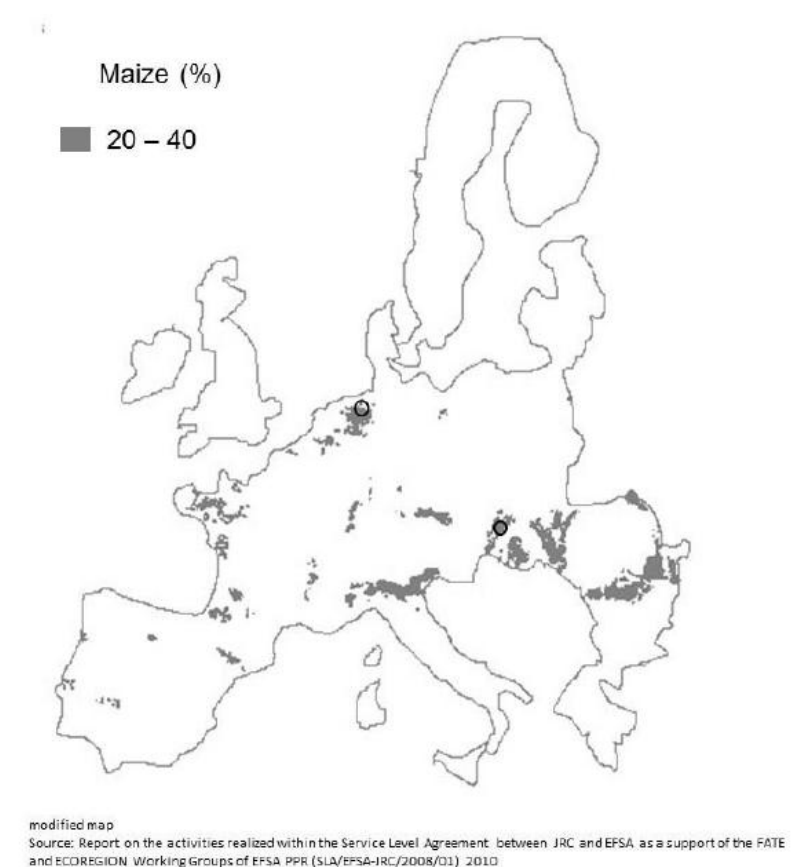 Maize (%)
20 – 40
modified map
Source: Report on the activities realized within the Service Level Agreement between JRC and EFSA as a support of the FATE
and ECOREGION Working Groups of EFSA PPR (SLA/EFSA-JRC/2008/01) 2010